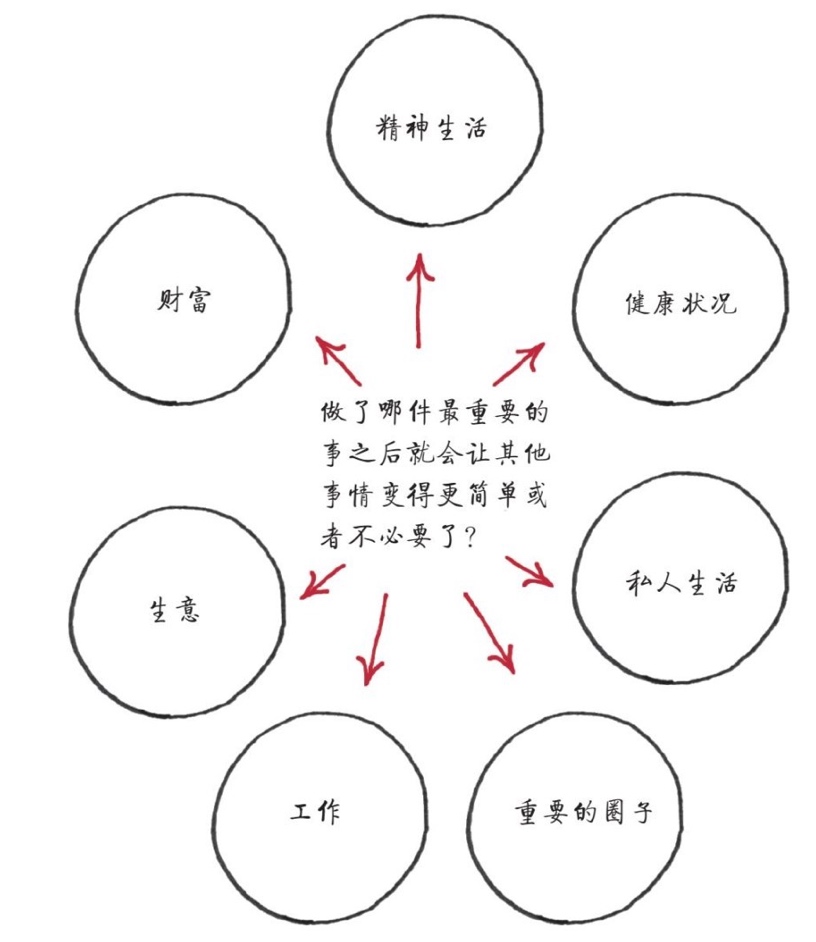 精神生活
财富
健康状况
做了哪件最重要的
事之后就会让其他
事情变得更简单或
者不必要了？
生意
私人生活
工作
重要的圈子